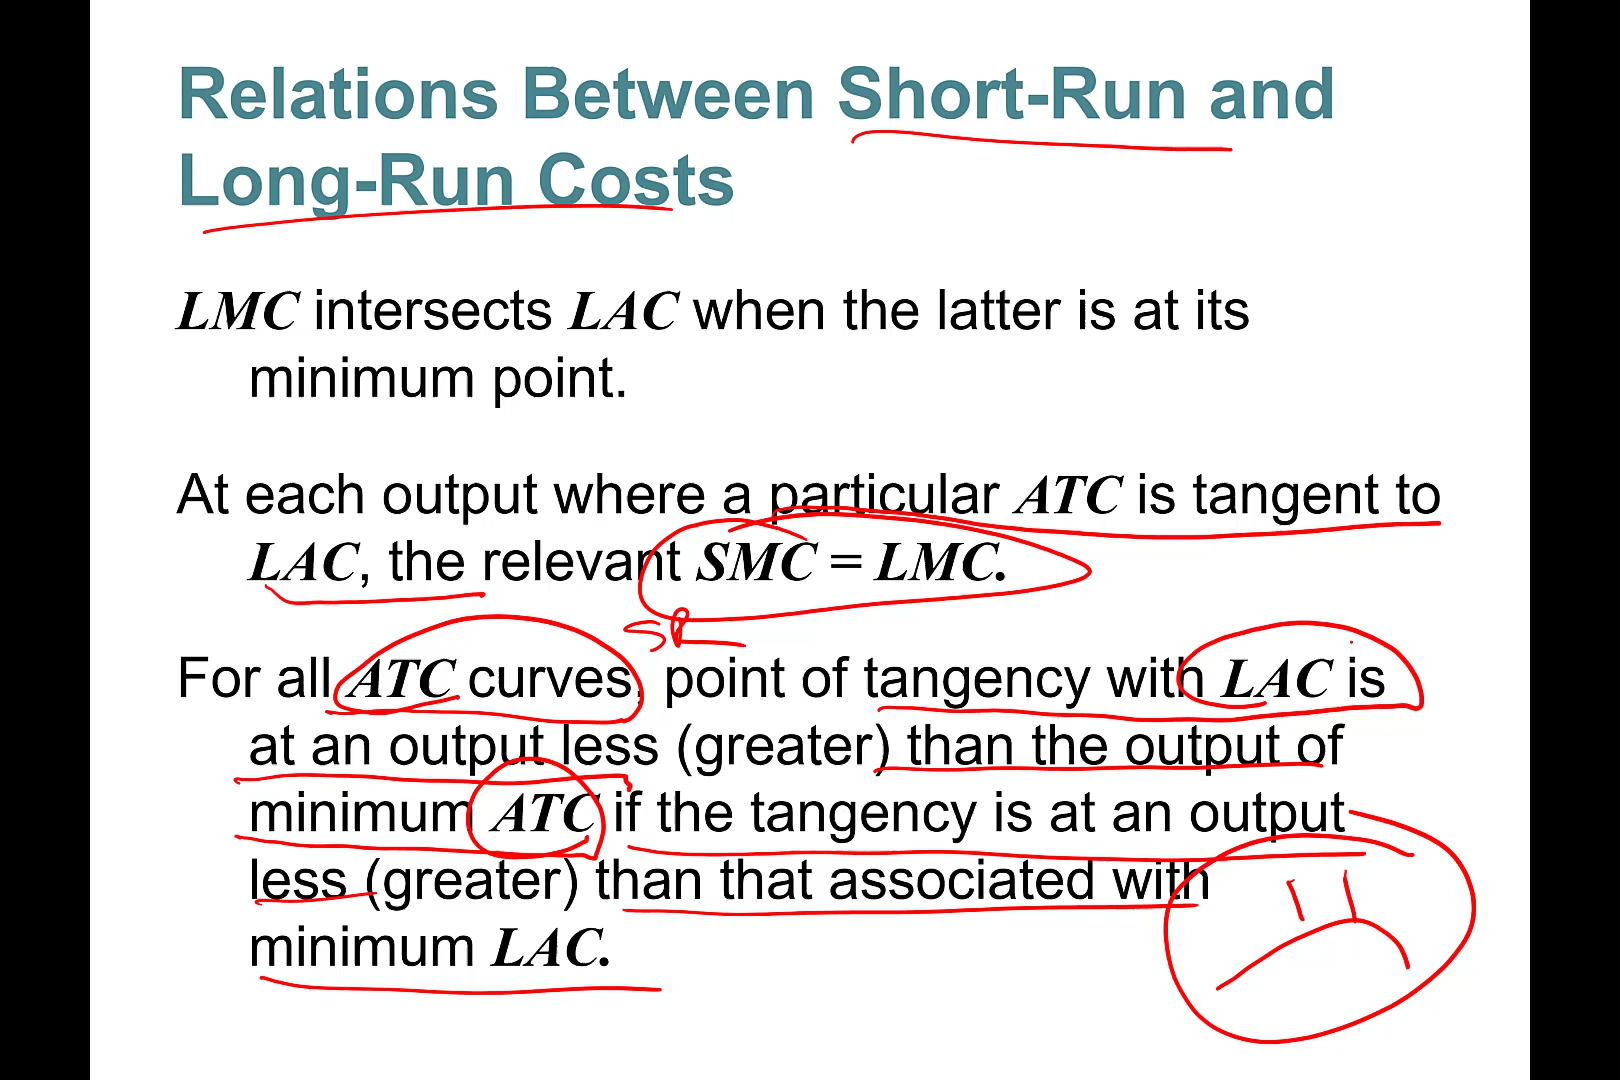 Relations Between Short-Run and
Long-Run Costs
LMC intersects LAC when the latter is at its
minimum point.
At each output where a particular ATC is tangent to
LAC, the relevant SMC = LMC.
SR
For all ATC curves, point of tangency with LAC is
at an output less (greater) than the output of
minimum ATC if the tangency is at an output
less (greater) than that associated with
minimum LAC.